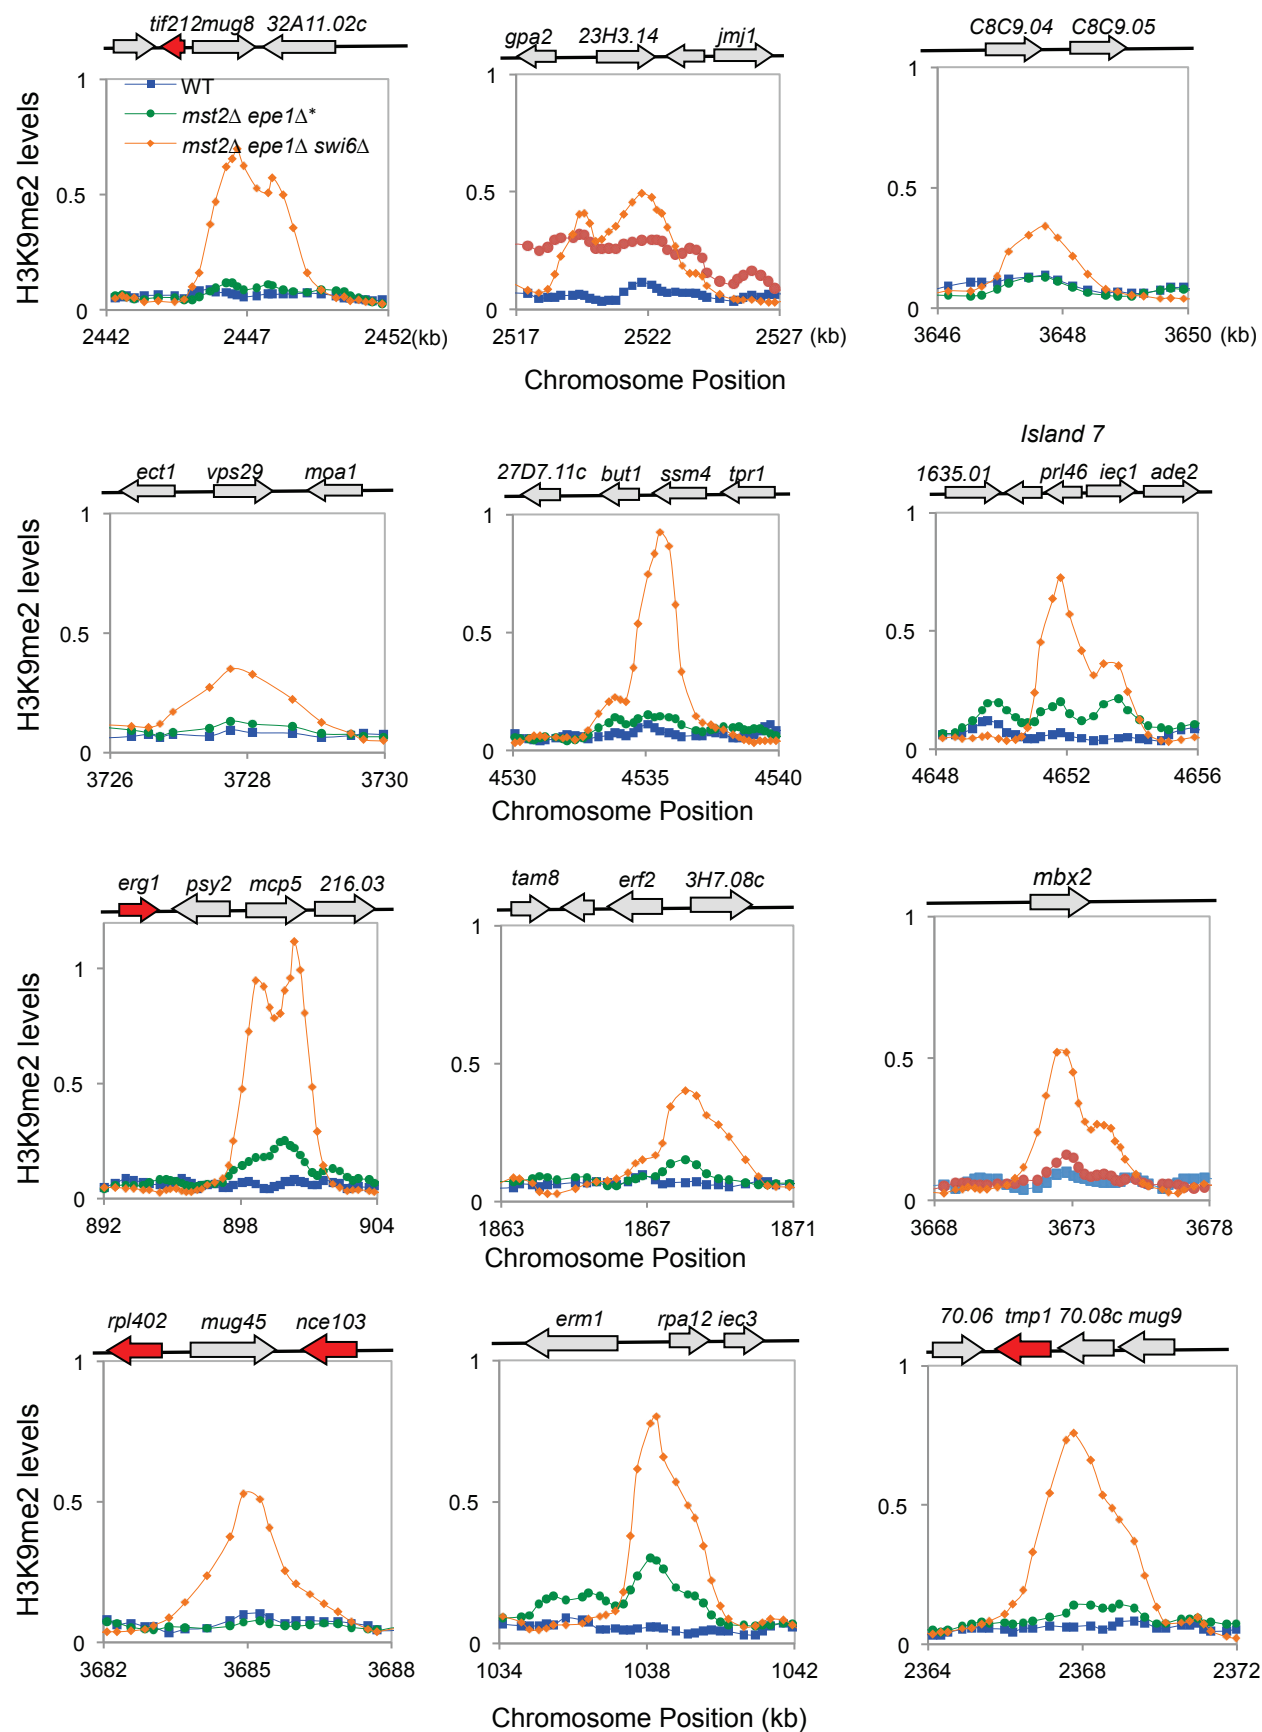 tif212 mug8 32A11.02c
gpa2 23H3.14 jmj1
C8C9.04 C8C9.05
H3K9me2 levels
1
0.5
0
WT
mst2Δ epe1Δ*
mst2Δ epe1Δ swi6Δ
2442 2447 2452(kb)
1
0.5
0
2517 2522 2527 (kb)
1
0.5
0
3646 3648 3650 (kb)
Chromosome Position
Island 7
ect1 vps29 moa1
27D7.11c but1 ssm4 tpr1
1635.01 prl46 iec1 ade2
H3K9me2 levels
1
0.5
0
3726 3728 3730
1
0.5
0
4530 4535 4540
1
0.5
0
4648 4652 4656
Chromosome Position
erg1 psy2 mcp5 216.03
tam8 erf2 3H7.08c
mbx2
H3K9me2 levels
1
0.5
0
892 898 904
1
0.5
0
1863 1867 1871
1
0.5
0
3668 3673 3678
Chromosome Position
rpl402 mug45 nce103
erm1 rpa12 iec3
70.06 tmp1 70.08c mug9
H3K9me2 levels
1
0.5
0
3682 3685 3688
1
0.5
0
1034 1038 1042
1
0.5
0
2364 2368 2372
Chromosome Position (kb)